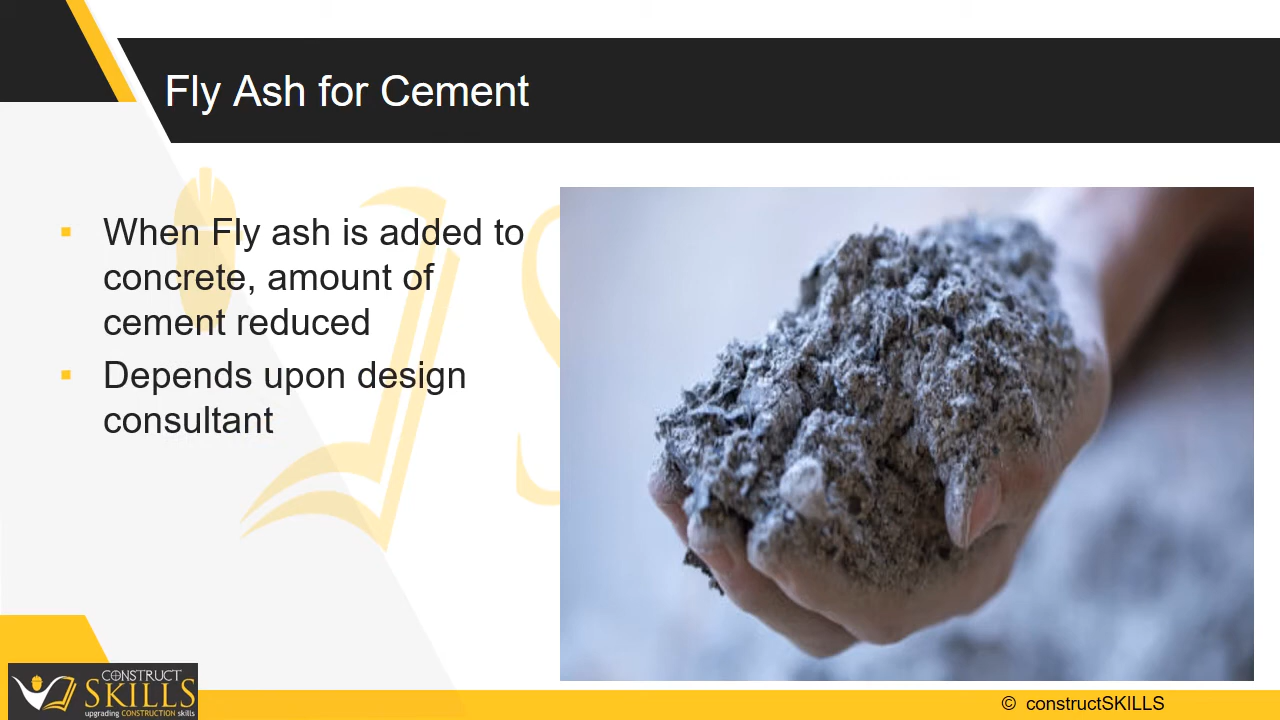 Fly Ash for Cement
When Fly ash is added to
concrete, amount of
cement reduced
Depends upon design
consultant
CONSTRUCT
SKILLS
upgrading CONSTRUCTION skills
© constructSKILLS